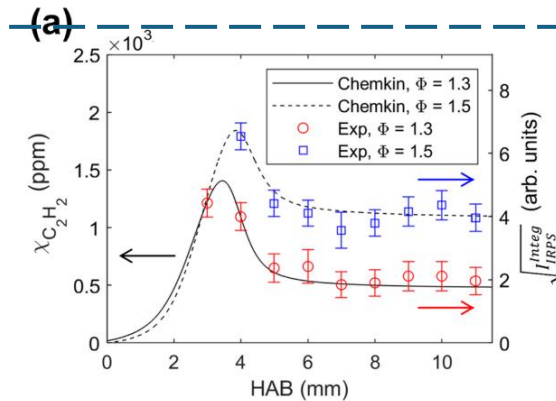 (a)
×10³
2.5
2
1.5
1
0.5
0
χC₂H₂ (ppm)
Chemkin, Φ = 1.3
Chemkin, Φ = 1.5
Exp, Φ = 1.3
Exp, Φ = 1.5
8
6
4
2
0
√I_IRPS^Integ (arb. units)
0 2 4 6 8 10
HAB (mm)